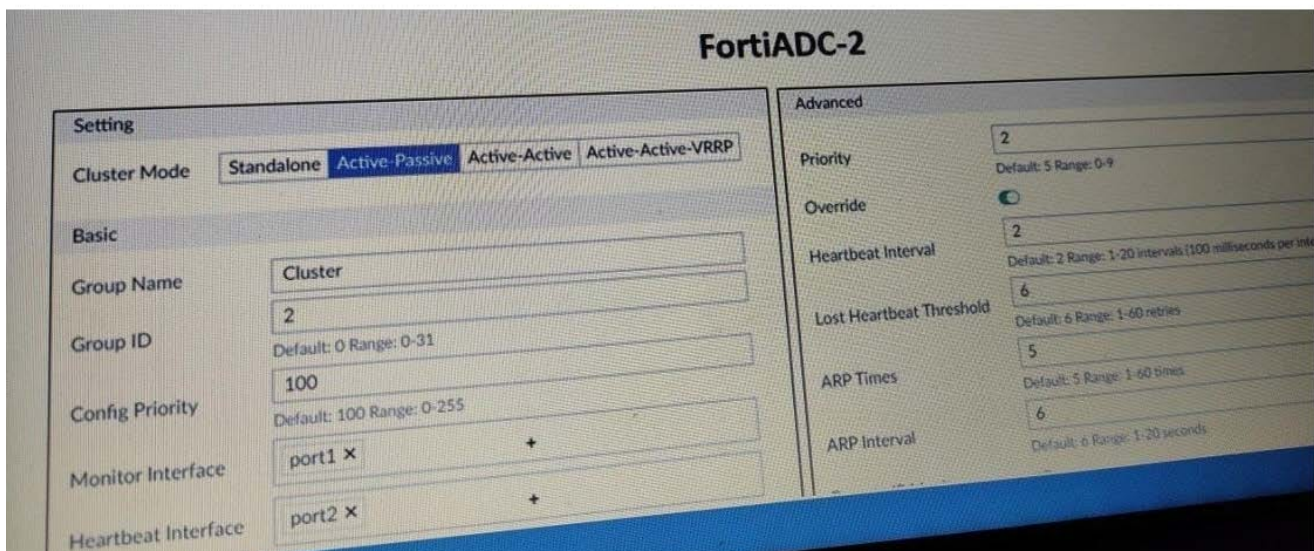 FortiADC-2
Setting
Cluster Mode Standalone Active-Passive Active-Active Active-Active-VRRP
Basic
Group Name Cluster
Group ID 2
Default: 0 Range: 0-31
Config Priority 100
Default: 100 Range: 0-255
Monitor Interface port1 × +
Heartbeat Interface port2 × +
Advanced
Priority 2
Default: 5 Range: 0-9
Override
Heartbeat Interval 2
Default: 2 Range: 1-20 intervals (100 milliseconds per
Lost Heartbeat Threshold 6
Default: 6 Range: 1-60 retries
ARP Times 5
Default: 5 Range: 1-60 times
ARP Interval 6
Default: 6 Range: 1-20 seconds